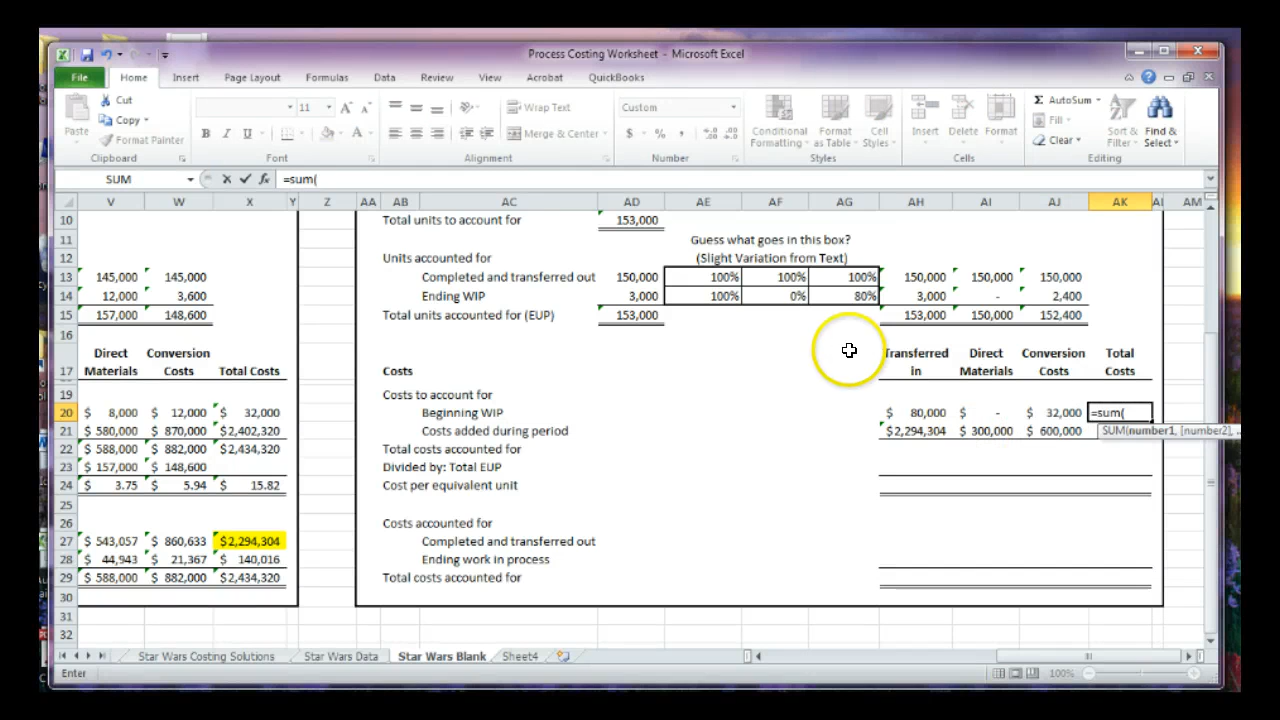 Process Costing Worksheet - Microsoft Excel
File Home Insert Page Layout Formulas Data Review View Acrobat QuickBooks
Cut
Copy
Paste
Format Painter
Clipboard
11
B I U
Font
Wrap Text
Merge & Center
Alignment
Custom
$ % ,
Number
Conditional Formatting
Format as Table
Cell Styles
Styles
Insert Delete Format
Cells
Σ AutoSum
Fill
Clear
Sort & Filter
Find & Select
Editing
SUM =sum(
V W X Y Z AA AB AC AD AE AF AG AH AI AJ AK AL AM
10 Total units to account for 153,000
11 Guess what goes in this box?
12 Units accounted for (Slight Variation from Text)
13 145,000 145,000 Completed and transferred out 150,000 100% 100% 100% 150,000 150,000 150,000
14 12,000 3,600 Ending WIP 3,000 100% 0% 80% 3,000 - 2,400
15 157,000 148,600 Total units accounted for (EUP) 153,000 153,000 150,000 152,400
16
Direct Conversion Transferred Direct Conversion Total
17 Materials Costs Total Costs Costs in Materials Costs Costs
19 Costs to account for
20 $ 8,000 $ 12,000 $ 32,000 Beginning WIP $ 80,000 $ - $ 32,000 =sum(
21 $ 580,000 $ 870,000 $2,402,320 Costs added during period $2,294,304 $ 300,000 $ 600,000
SUM(number1, [number2], ...
22 $ 588,000 $ 882,000 $2,434,320 Total costs accounted for
23 $ 157,000 $ 148,600 Divided by: Total EUP
24 $ 3.75 $ 5.94 $ 15.82 Cost per equivalent unit
25
26 Costs accounted for
27 $ 543,057 $ 860,633 $2,294,304 Completed and transferred out
28 $ 44,943 $ 21,367 $ 140,016 Ending work in process
29 $ 588,000 $ 882,000 $2,434,320 Total costs accounted for
30
31
32
Star Wars Costing Solutions Star Wars Data Star Wars Blank Sheet4
Enter 100%